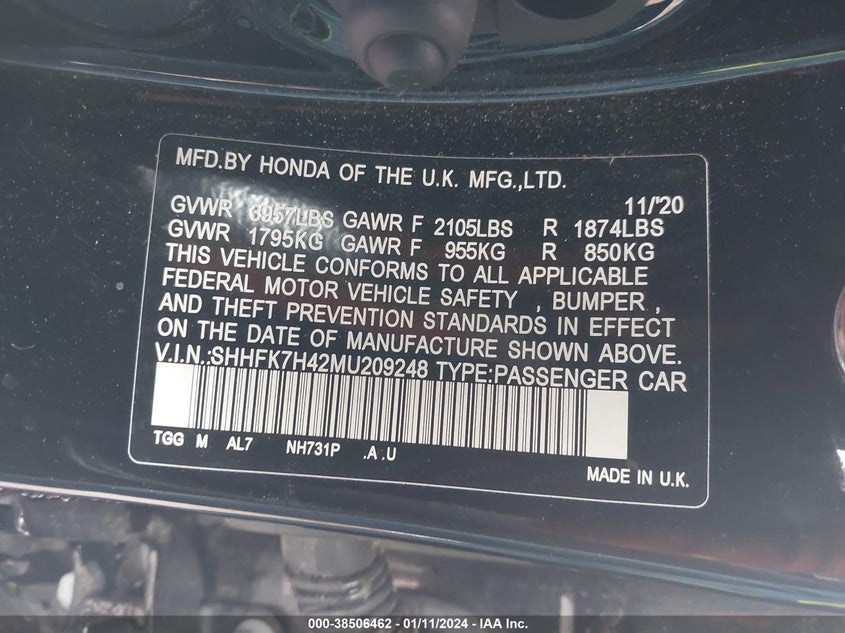 MFD.BY HONDA OF THE U.K. MFG.,LTD.
11/'20
GVWR 3957LBS GAWR F 2105LBS R 1874LBS
GVWR 1795KG GAWR F 955KG R 850KG
THIS VEHICLE CONFORMS TO ALL APPLICABLE
FEDERAL MOTOR VEHICLE SAFETY , BUMPER ,
AND THEFT PREVENTION STANDARDS IN EFFECT
ON THE DATE OF MANUFACTURE SHOWN ABOVE.
V.I.N.:SHHFK7H42MU209248 TYPE:PASSENGER CAR
TGG M AL7 NH731P .A .U
MADE IN U.K.
000-38506462 - 01/11/2024 - IAA Inc.